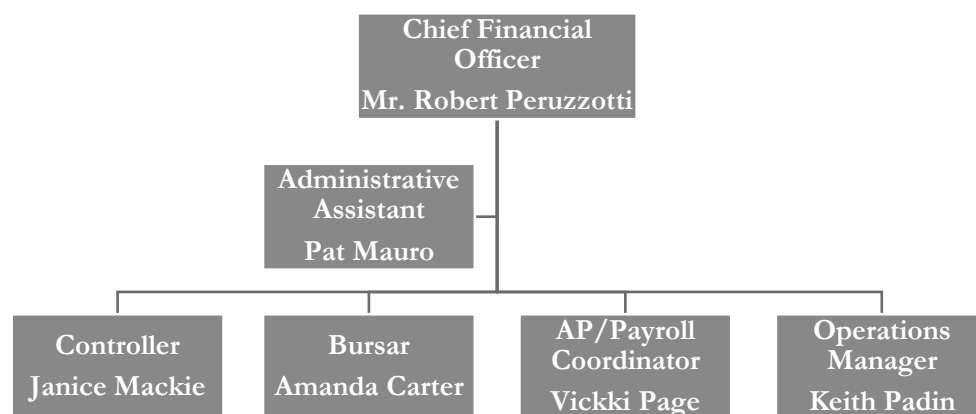 Chief Financial
Officer
Mr. Robert Peruzzotti
Administrative
Assistant
Pat Mauro
Controller
Janice Mackie
Bursar
Amanda Carter
AP/Payroll
Coordinator
Vickki Page
Operations
Manager
Keith Padin